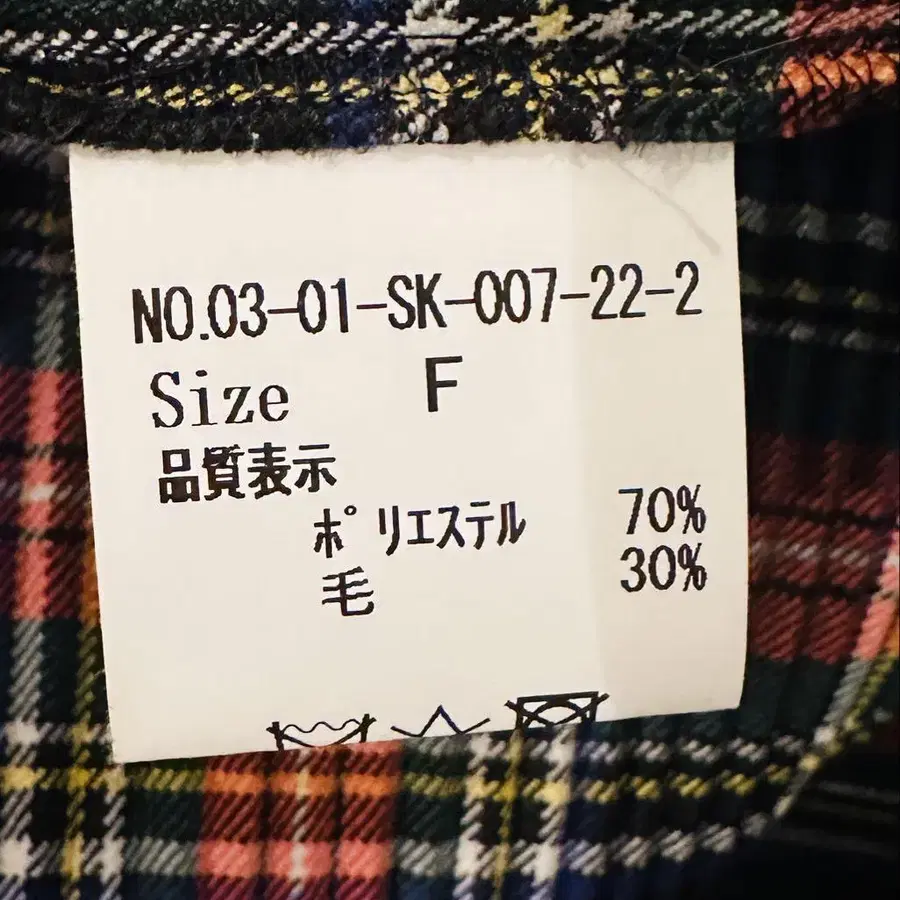 NO.03-01-SK-007-22-2
Size F
品質表示
ポリエステル 70%
毛 30%